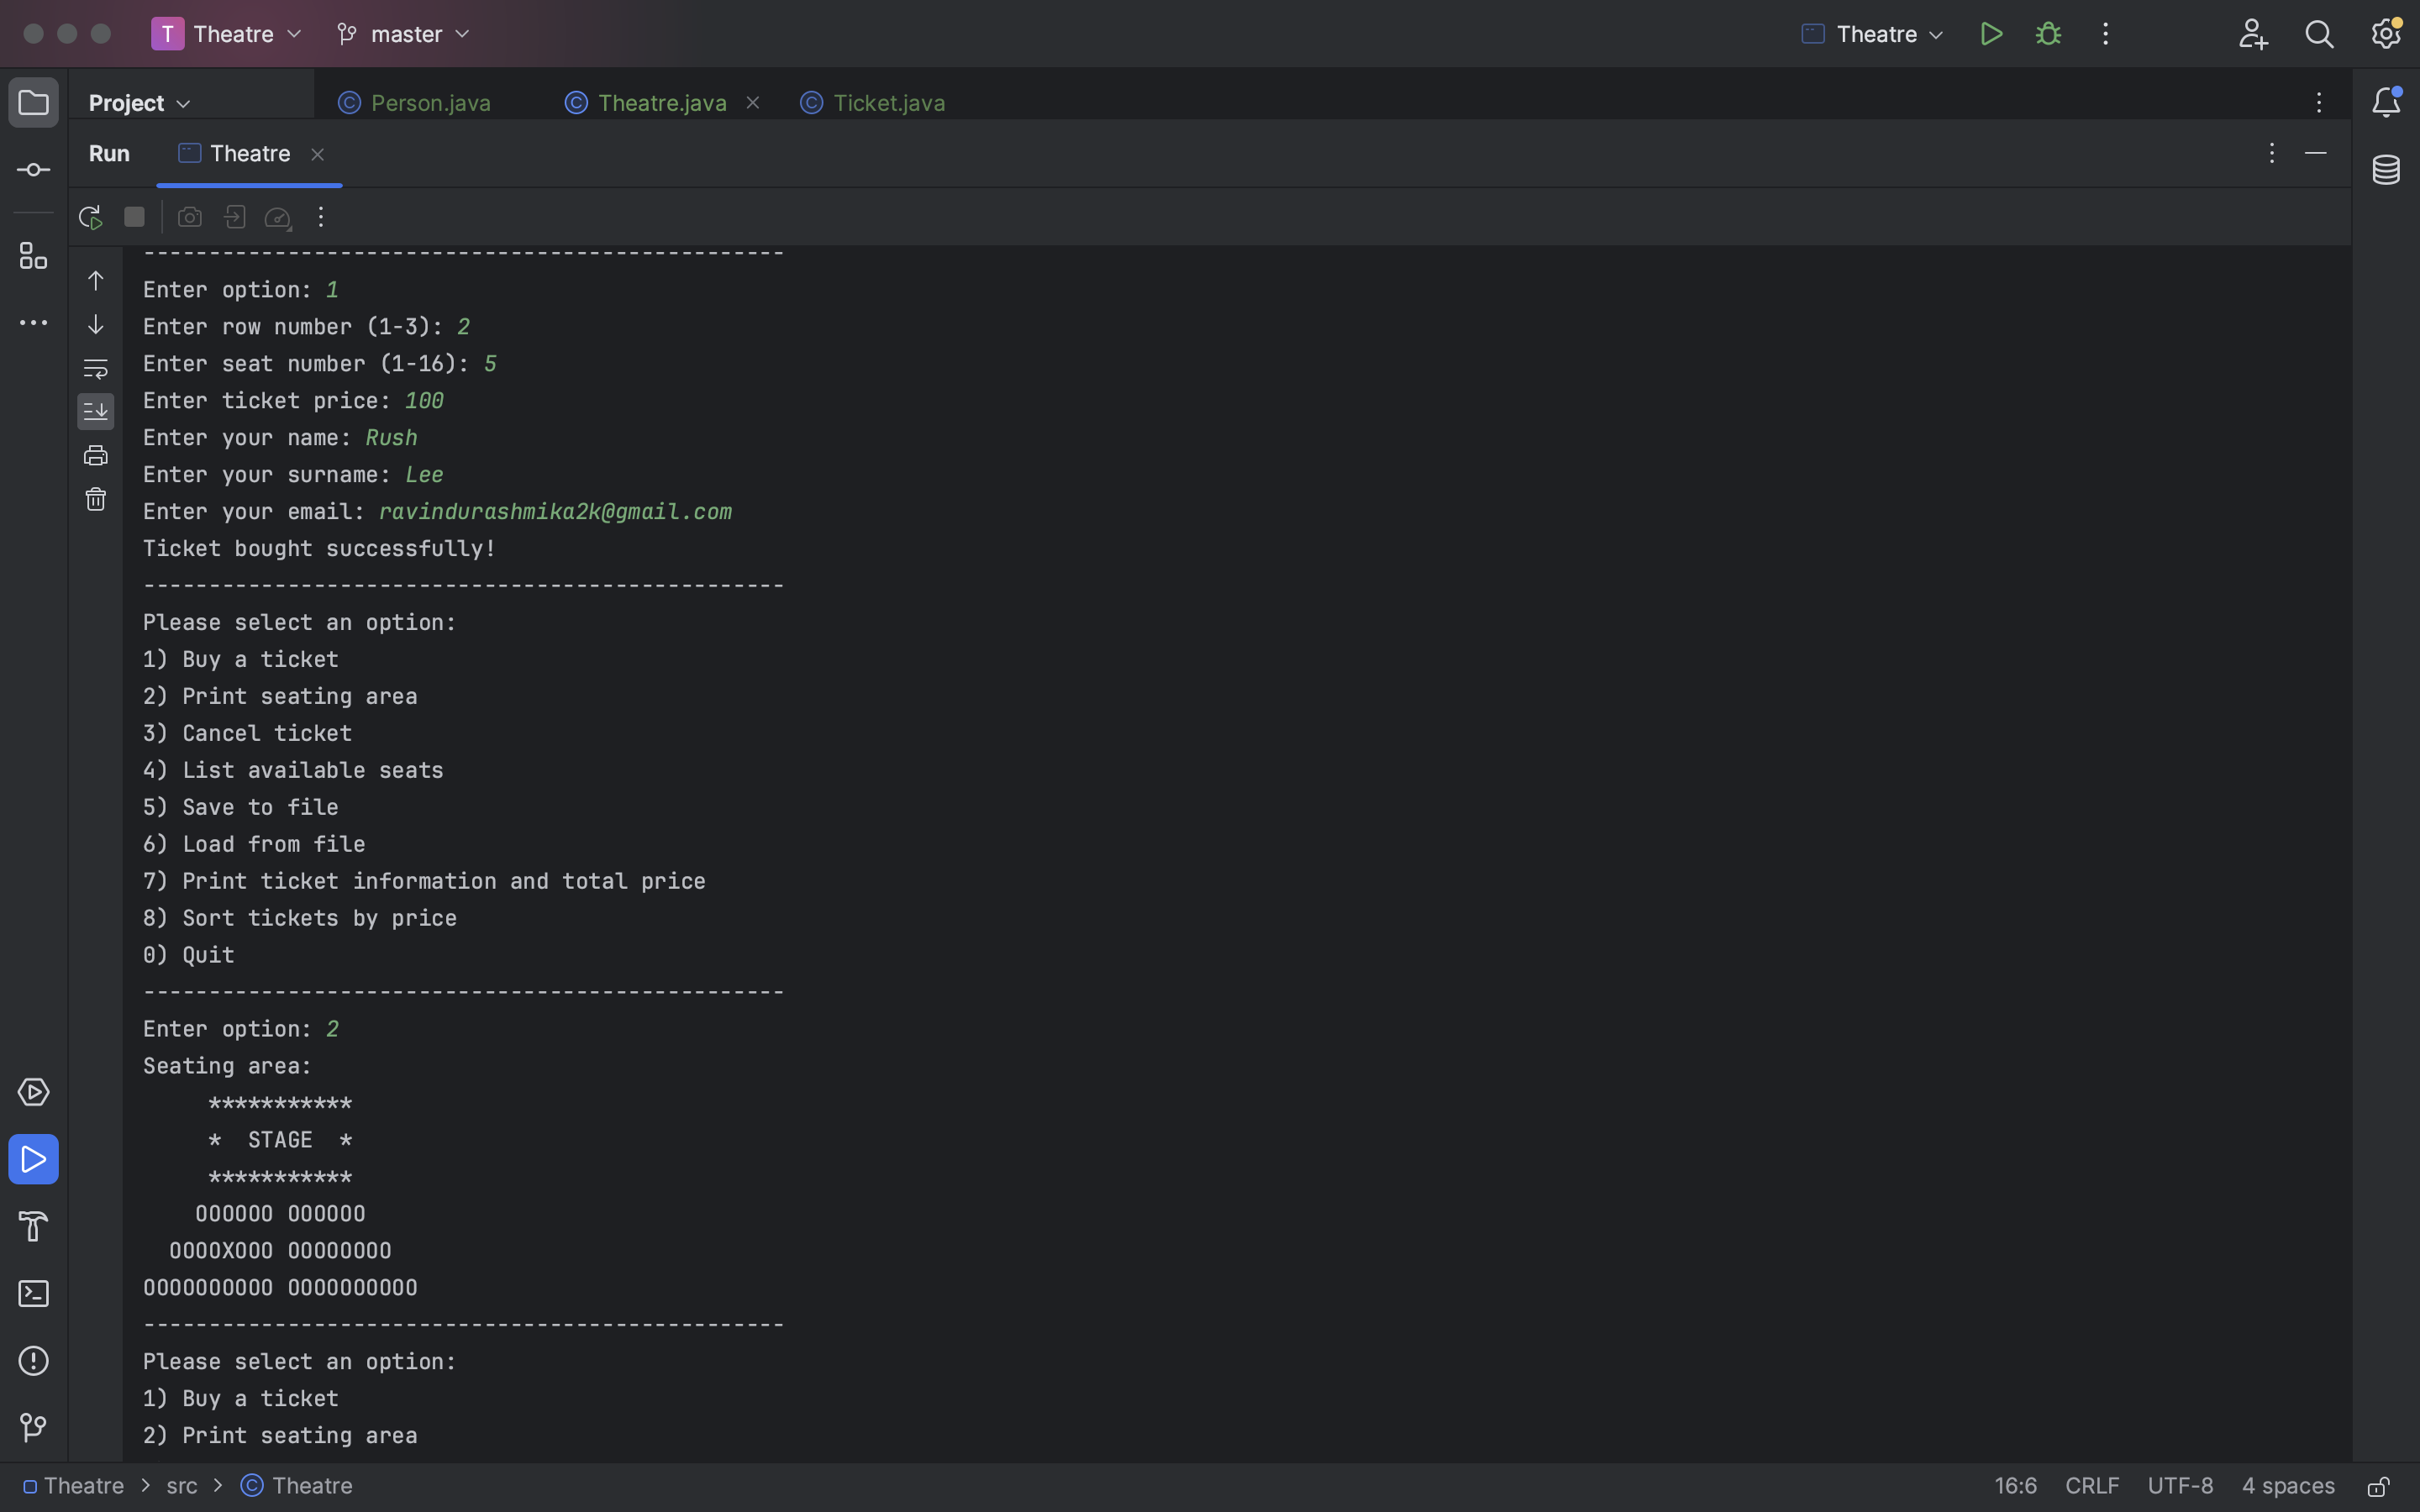 T Theatre master Theatre
Project Person.java Theatre.java Ticket.java
Run Theatre
-------------------------------------------------
Enter option: 1
Enter row number (1-3): 2
Enter seat number (1-16): 5
Enter ticket price: 100
Enter your name: Rush
Enter your surname: Lee
Enter your email: ravindurashmika2k@gmail.com
Ticket bought successfully!
-------------------------------------------------
Please select an option:
1) Buy a ticket
2) Print seating area
3) Cancel ticket
4) List available seats
5) Save to file
6) Load from file
7) Print ticket information and total price
8) Sort tickets by price
0) Quit
-------------------------------------------------
Enter option: 2
Seating area:
     ***********
     *  STAGE  *
     ***********
    OOOOOO OOOOOO
  OOOOXOOO OOOOOOOO
OOOOOOOOOO OOOOOOOOOO
-------------------------------------------------
Please select an option:
1) Buy a ticket
2) Print seating area
Theatre > src > Theatre 16:6 CRLF UTF-8 4 spaces